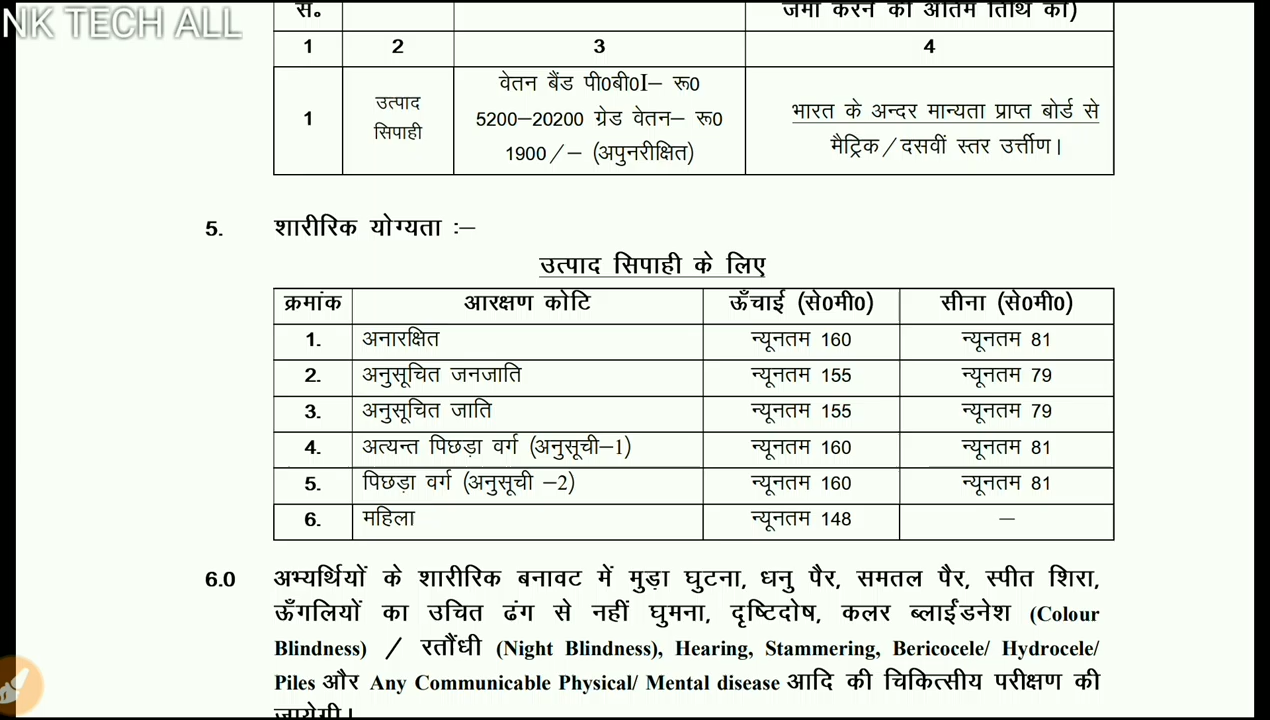 NK TECH ALL
स० जमा करने की अंतिम तिथि को)
1 2 3 4
1 उत्पाद सिपाही वेतन बैंड पी0बी0I– रू0 5200–20200 ग्रेड वेतन– रू0 1900/– (अपुनरीक्षित) भारत के अन्दर मान्यता प्राप्त बोर्ड से मैट्रिक/दसवीं स्तर उर्त्तीण।
5. शारीरिक योग्यता :–
उत्पाद सिपाही के लिए
क्रमांक आरक्षण कोटि ऊँचाई (से0मी0) सीना (से0मी0)
1. अनारक्षित न्यूनतम 160 न्यूनतम 81
2. अनुसूचित जनजाति न्यूनतम 155 न्यूनतम 79
3. अनुसूचित जाति न्यूनतम 155 न्यूनतम 79
4. अत्यन्त पिछड़ा वर्ग (अनुसूची–1) न्यूनतम 160 न्यूनतम 81
5. पिछड़ा वर्ग (अनुसूची –2) न्यूनतम 160 न्यूनतम 81
6. महिला न्यूनतम 148 –
6.0 अभ्यर्थियों के शारीरिक बनावट में मुड़ा घुटना, धनु पैर, समतल पैर, स्पीत शिरा,
ऊँगलियों का उचित ढंग से नहीं घुमना, दृष्टिदोष, कलर ब्लाईंडनेश (Colour
Blindness) / रतौंधी (Night Blindness), Hearing, Stammering, Bericocele/ Hydrocele/
Piles और Any Communicable Physical/ Mental disease आदि की चिकित्सीय परीक्षण की
जायेगी।